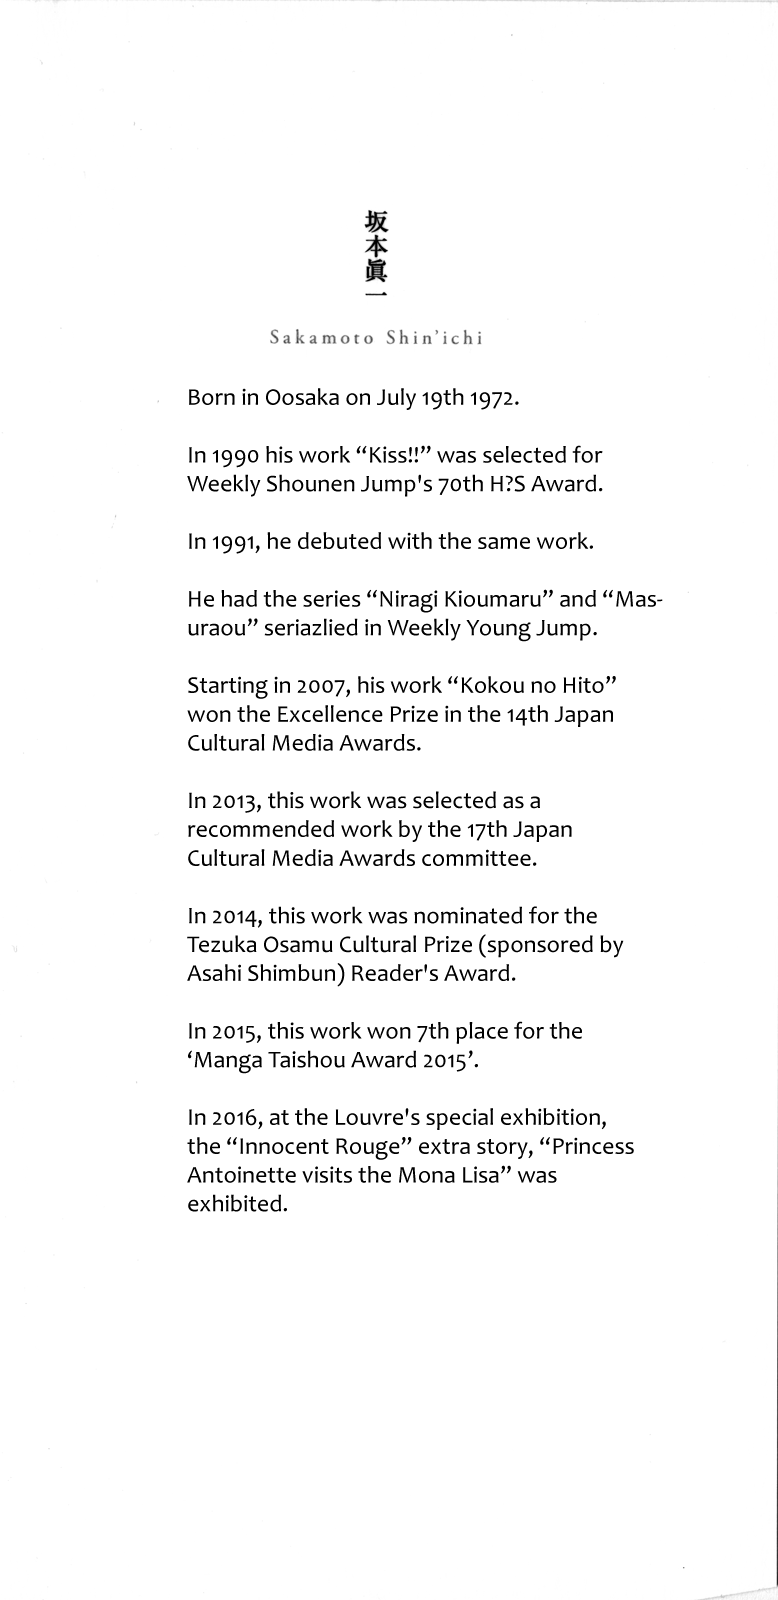 坂本眞一
Sakamoto Shin’ichi
Born in Oosaka on July 19th 1972.
In 1990 his work “Kiss!!” was selected for
Weekly Shounen Jump's 70th H?S Award.
In 1991, he debuted with the same work.
He had the series “Niragi Kioumaru” and “Mas-
uraou” seriazlied in Weekly Young Jump.
Starting in 2007, his work “Kokou no Hito”
won the Excellence Prize in the 14th Japan
Cultural Media Awards.
In 2013, this work was selected as a
recommended work by the 17th Japan
Cultural Media Awards committee.
In 2014, this work was nominated for the
Tezuka Osamu Cultural Prize (sponsored by
Asahi Shimbun) Reader's Award.
In 2015, this work won 7th place for the
‘Manga Taishou Award 2015’.
In 2016, at the Louvre's special exhibition,
the “Innocent Rouge” extra story, “Princess
Antoinette visits the Mona Lisa” was
exhibited.